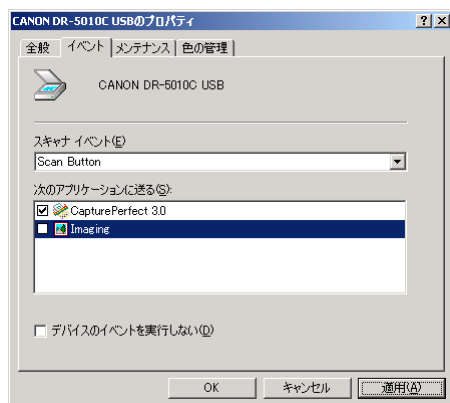 CANON DR-5010C USBのプロパティ
全般 イベント メンテナンス 色の管理
CANON DR-5010C USB
スキャナ イベント(E)
Scan Button
次のアプリケーションに送る(S):
CapturePerfect 3.0
Imaging
デバイスのイベントを実行しない(D)
OK キャンセル 適用(A)